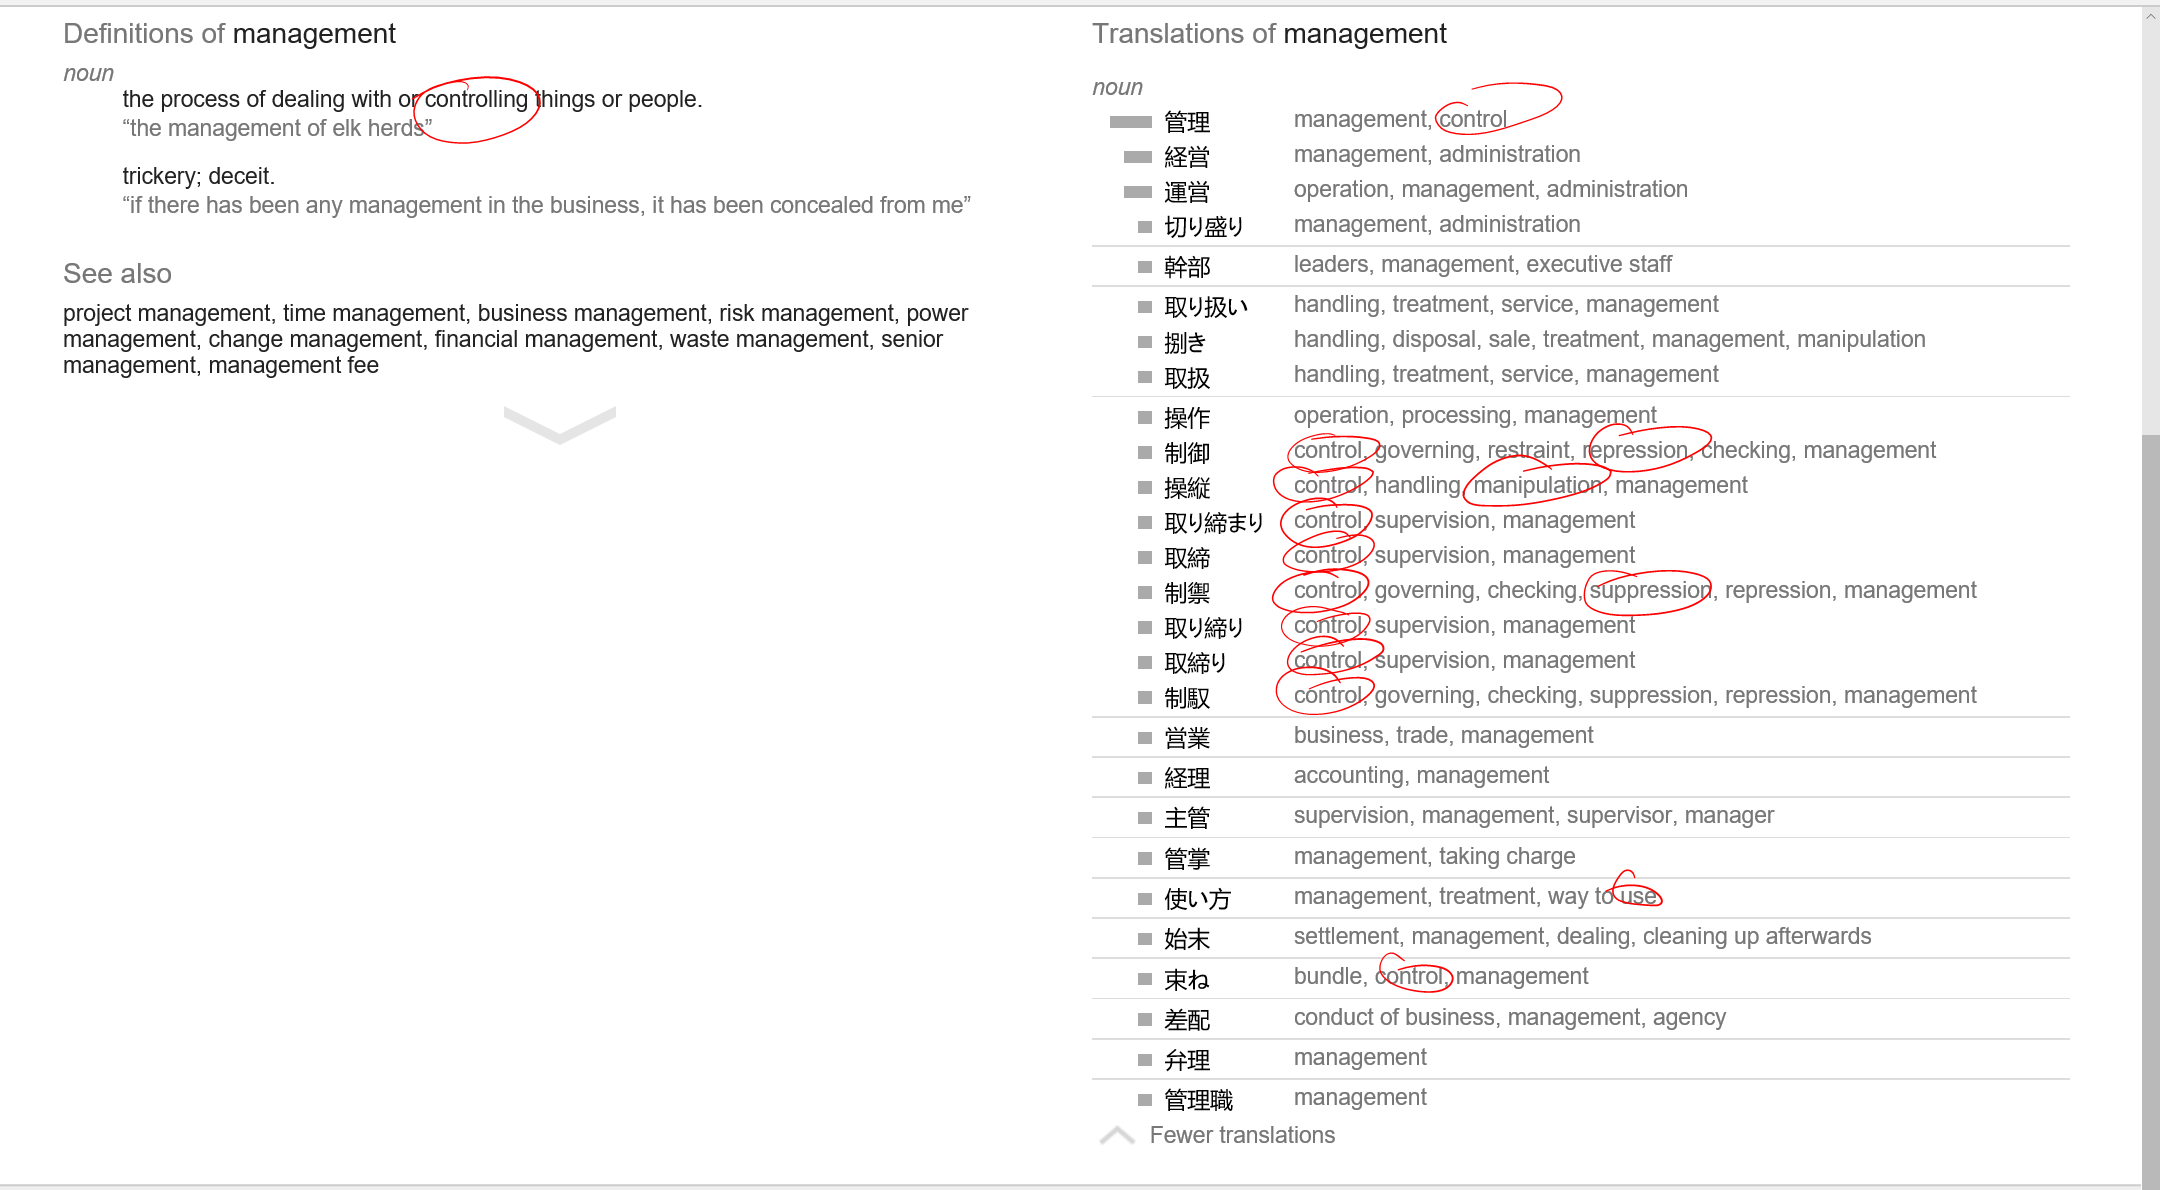 Definitions of management
noun
the process of dealing with or controlling things or people.
“the management of elk herds”
trickery; deceit.
“if there has been any management in the business, it has been concealed from me”
See also
project management, time management, business management, risk management, power
management, change management, financial management, waste management, senior
management, management fee
Translations of management
noun
管理 management, control
経営 management, administration
運営 operation, management, administration
切り盛り management, administration
幹部 leaders, management, executive staff
取り扱い handling, treatment, service, management
捌き handling, disposal, sale, treatment, management, manipulation
取扱 handling, treatment, service, management
操作 operation, processing, management
制御 control, governing, restraint, repression, checking, management
操縦 control, handling, manipulation, management
取り締まり control, supervision, management
取締 control, supervision, management
制禦 control, governing, checking, suppression, repression, management
取り締り control, supervision, management
取締り control, supervision, management
制馭 control, governing, checking, suppression, repression, management
営業 business, trade, management
経理 accounting, management
主管 supervision, management, supervisor, manager
管掌 management, taking charge
使い方 management, treatment, way to use
始末 settlement, management, dealing, cleaning up afterwards
束ね bundle, control, management
差配 conduct of business, management, agency
弁理 management
管理職 management
Fewer translations